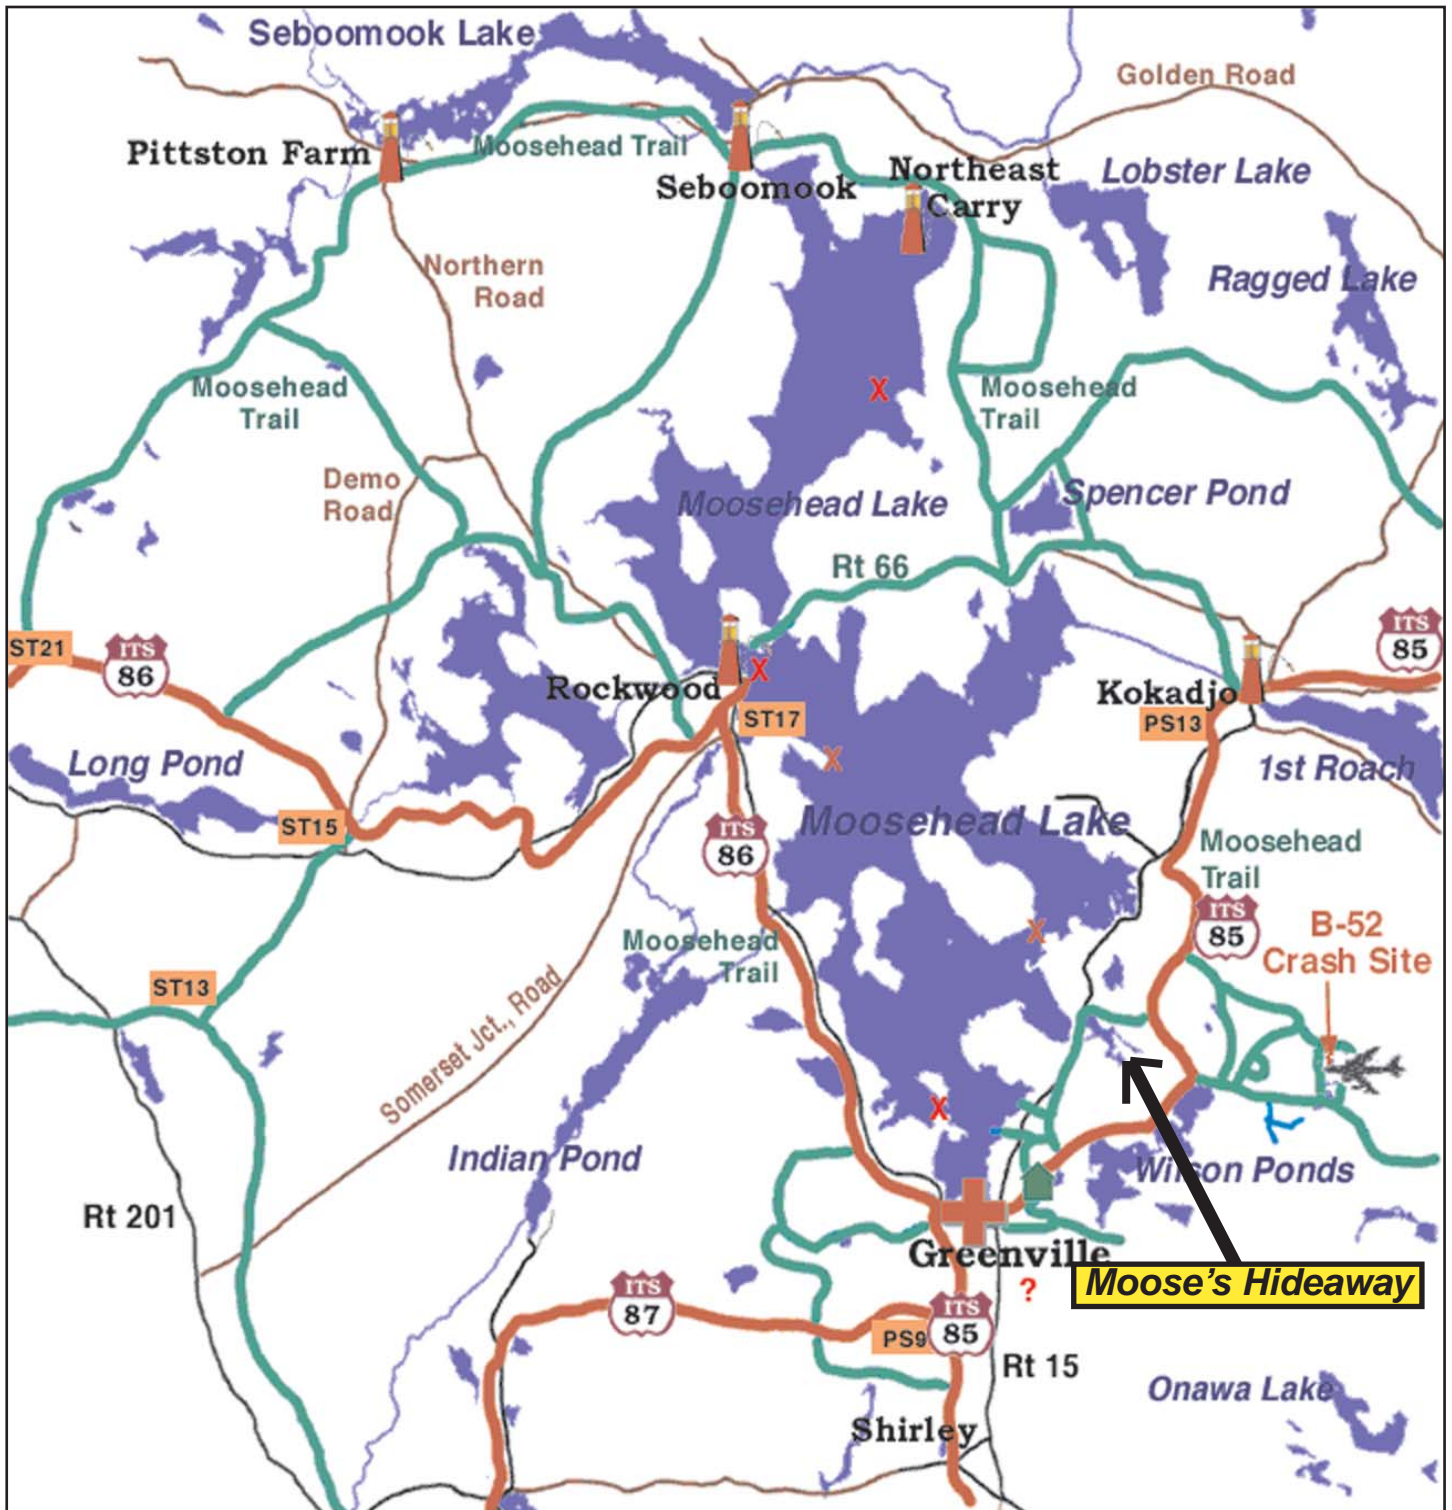 Seboomook Lake
Golden Road
Pittston Farm
Moosehead Trail
Seboomook
Northeast
Carry
Lobster Lake
Northern
Road
Ragged Lake
Moosehead
Trail
Moosehead
Trail
X
Demo
Road
Moosehead Lake
Spencer Pond
Rt 66
ST21
ITS
86
ITS
85
Rockwood
X
Kokadjo
ST17
PS13
Long Pond
X
1st Roach
ST15
Moosehead Lake
ITS
86
Moosehead
Trail
ITS
85
B-52
Crash Site
X
Moosehead
Trail
ST13
Somerset Jct., Road
X
Indian Pond
Wilson Ponds
Rt 201
Greenville
Moose's Hideaway
?
ITS
87
ITS
85
PS9
Rt 15
Onawa Lake
Shirley